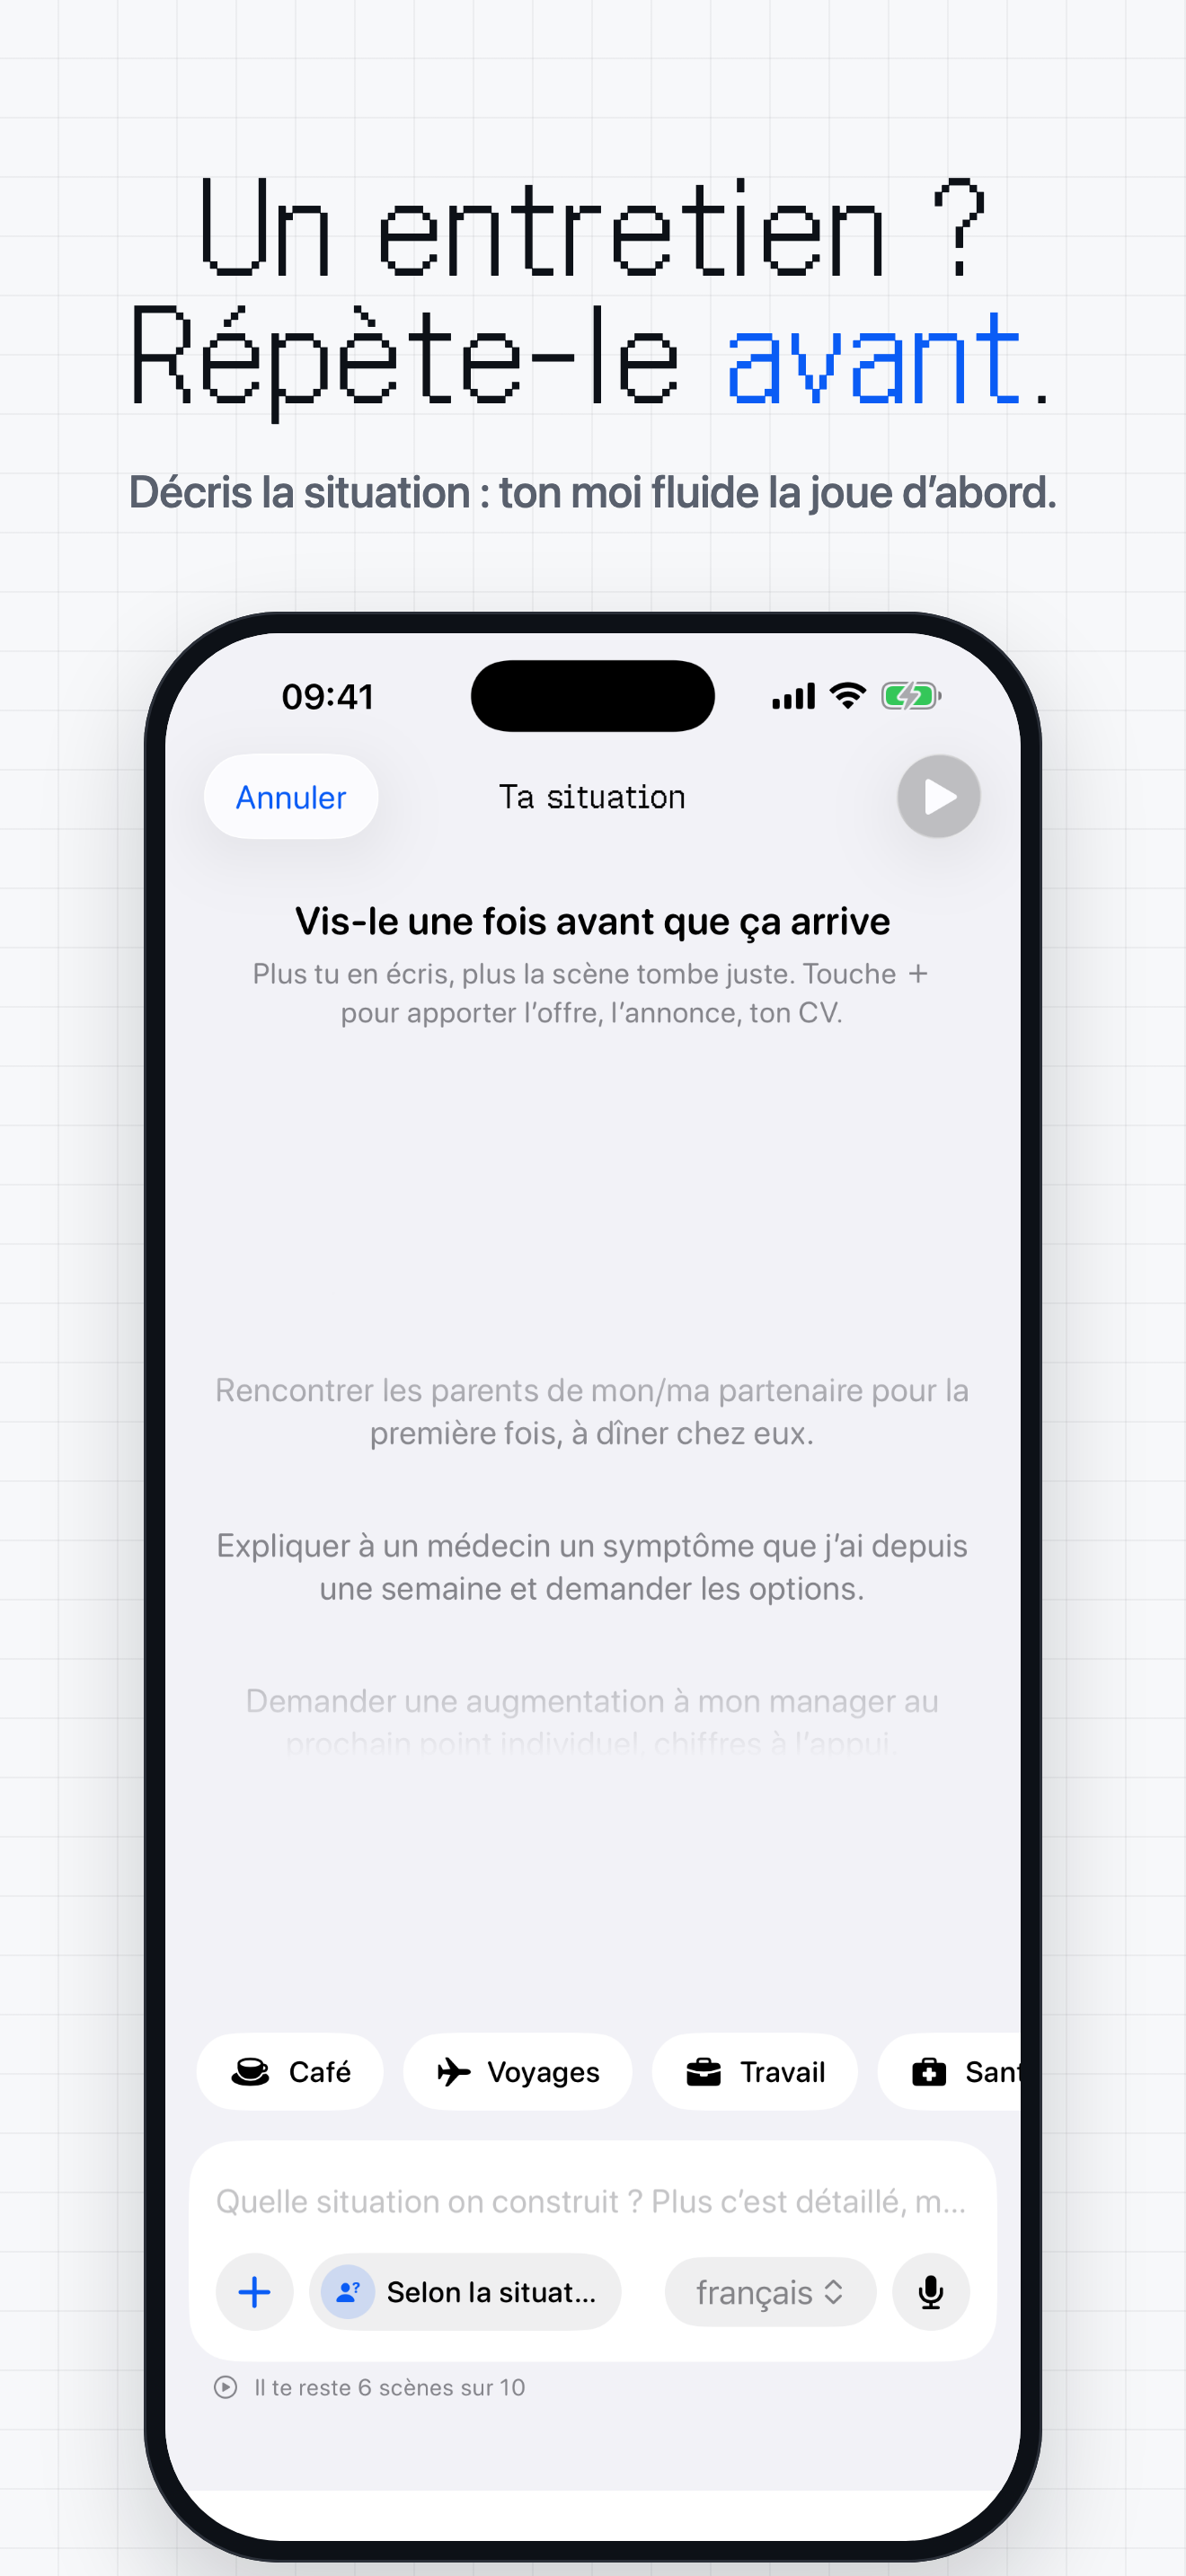 Un entretien ?
Répète-le avant.
Décris la situation : ton moi fluide la joue d’abord.
09:41
Annuler
Ta situation
Vis-le une fois avant que ça arrive
Plus tu en écris, plus la scène tombe juste. Touche +
pour apporter l’offre, l’annonce, ton CV.
Rencontrer les parents de mon/ma partenaire pour la
première fois, à dîner chez eux.
Expliquer à un médecin un symptôme que j’ai depuis
une semaine et demander les options.
Demander une augmentation à mon manager au
prochain point individuel, chiffres à l’appui.
Café
Voyages
Travail
Sant
Quelle situation on construit ? Plus c’est détaillé, m...
Selon la situat...
français
Il te reste 6 scènes sur 10